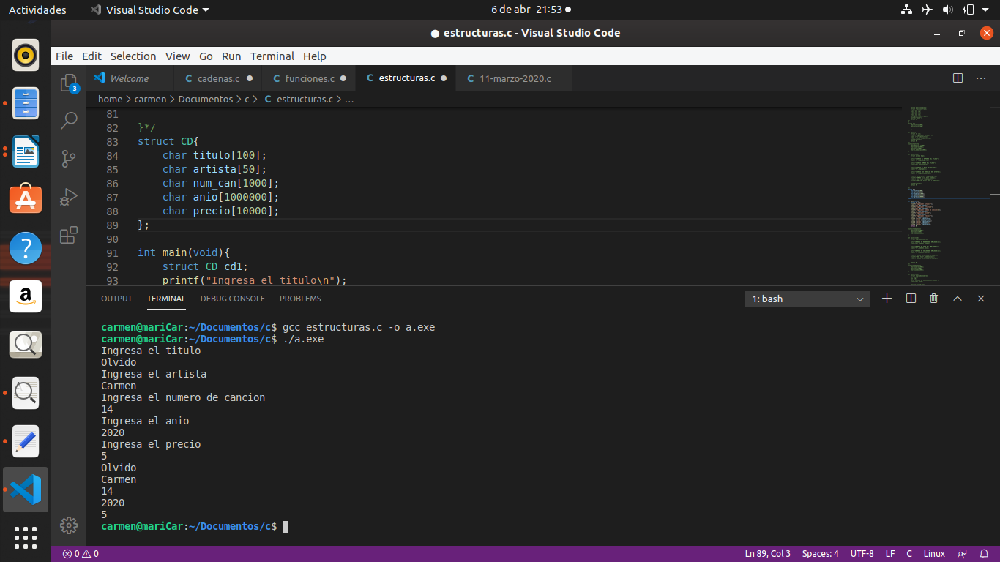 Actividades
Visual Studio Code
6 de abr 21:53
estructuras.c - Visual Studio Code
File Edit Selection View Go Run Terminal Help
3
Welcome
C cadenas.c
C funciones.c
C estructuras.c
C 11-marzo-2020.c
home > carmen > Documentos > c > C estructuras.c > ...
81
82 }*/
83 struct CD{
84 char titulo[100];
85 char artista[50];
86 char num_can[1000];
87 char anio[1000000];
88 char precio[10000];
89 };
90
91 int main(void){
92 struct CD cd1;
93 printf("Ingresa el titulo\n");
OUTPUT TERMINAL DEBUG CONSOLE PROBLEMS
1: bash
carmen@mariCar:~/Documentos/c$ gcc estructuras.c -o a.exe
carmen@mariCar:~/Documentos/c$ ./a.exe
Ingresa el titulo
Olvido
Ingresa el artista
Carmen
Ingresa el numero de cancion
14
Ingresa el anio
2020
Ingresa el precio
5
Olvido
Carmen
14
2020
5
carmen@mariCar:~/Documentos/c$
0 0
Ln 89, Col 3
Spaces: 4
UTF-8
LF
C
Linux